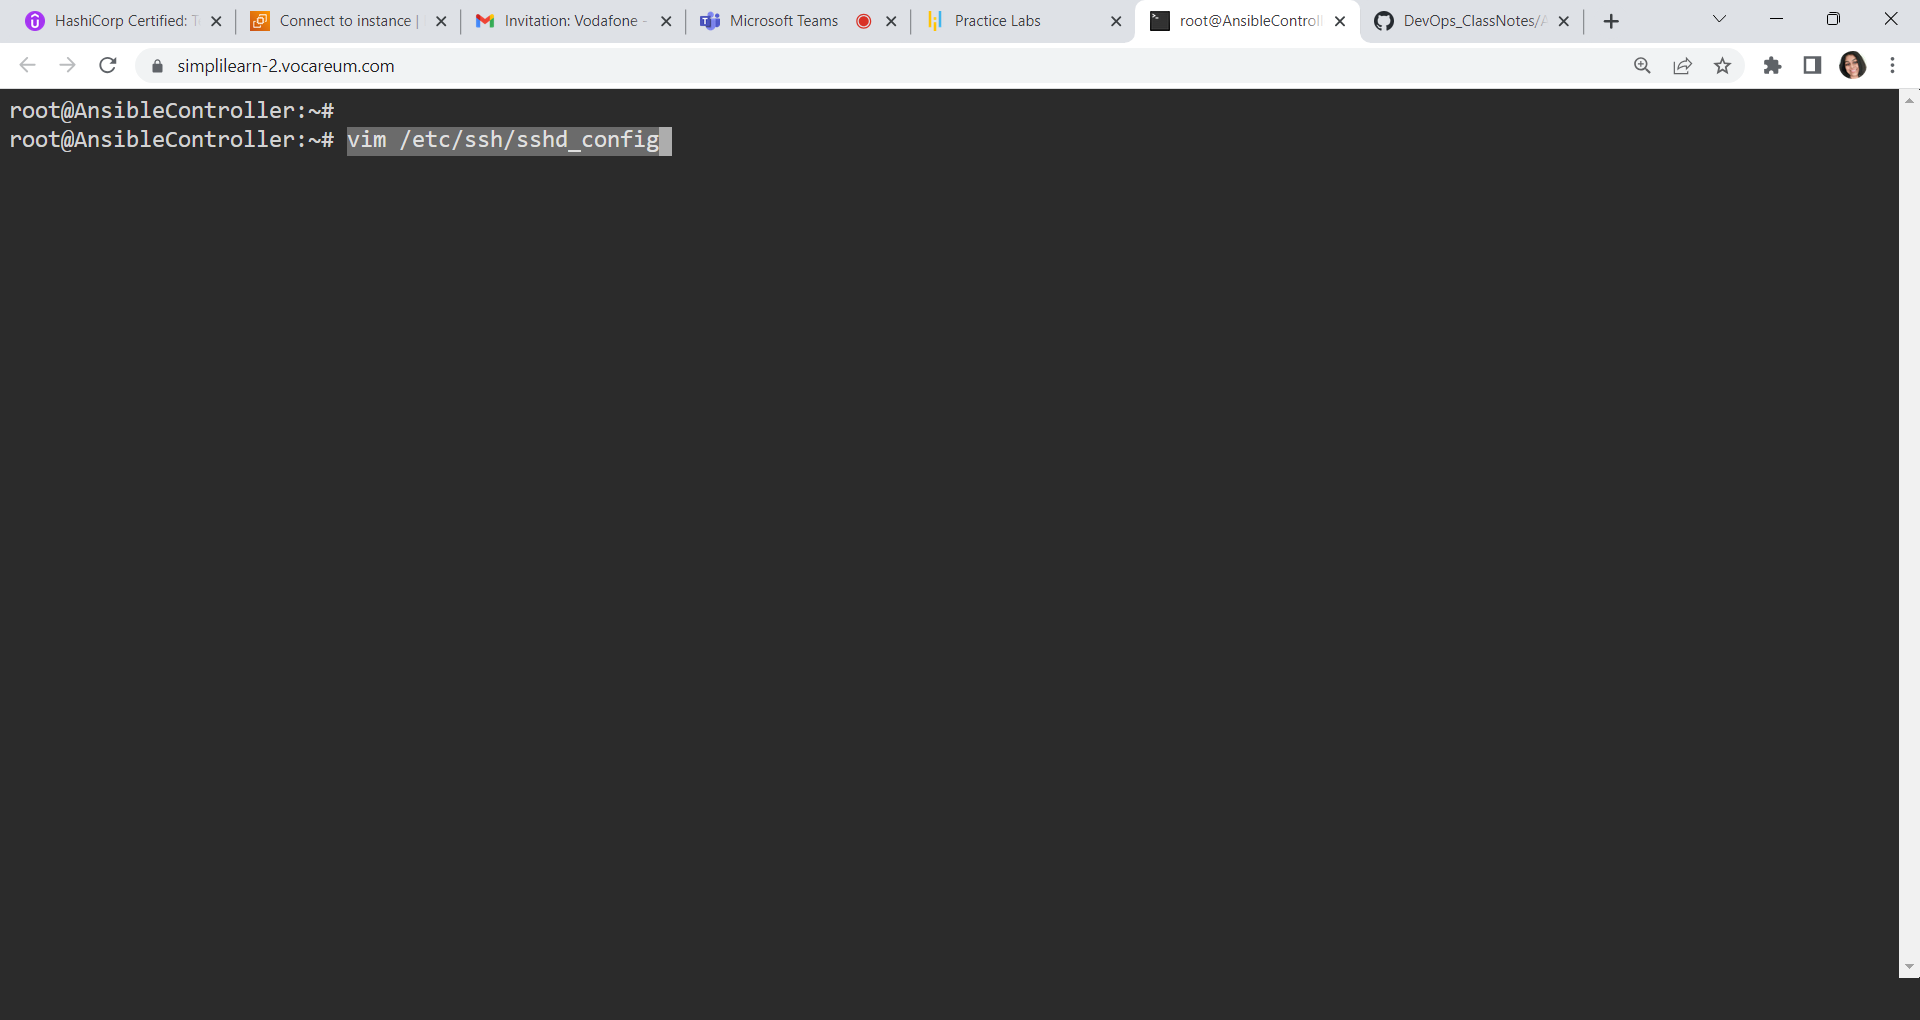 HashiCorp Certified:
Connect to instance |
Invitation: Vodafone -
Microsoft Teams
Practice Labs
root@AnsibleControl
DevOps_ClassNotes/
simplilearn-2.vocareum.com
root@AnsibleController:~#
root@AnsibleController:~# vim /etc/ssh/sshd_config